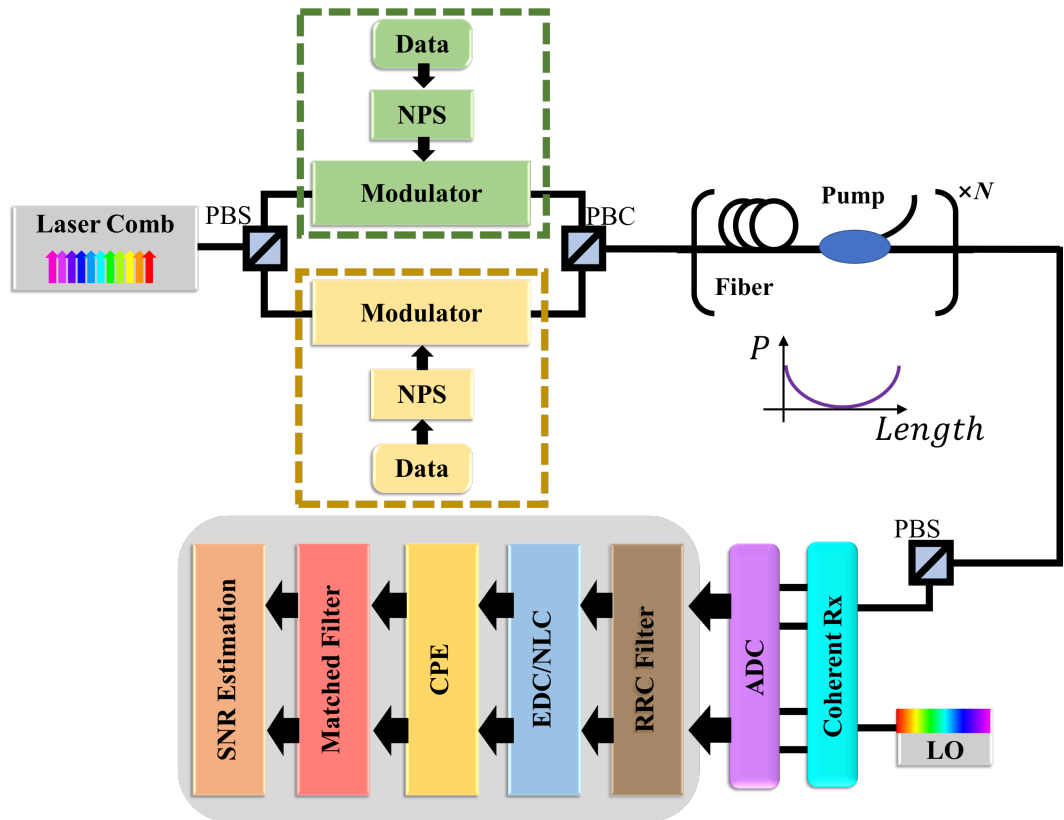 Data
NPS
Modulator
Laser Comb
PBS
PBC
Pump
×N
Fiber
Modulator
NPS
Data
P
Length
PBS
SNR Estimation
Matched Filter
CPE
EDC/NLC
RRC Filter
ADC
Coherent Rx
LO